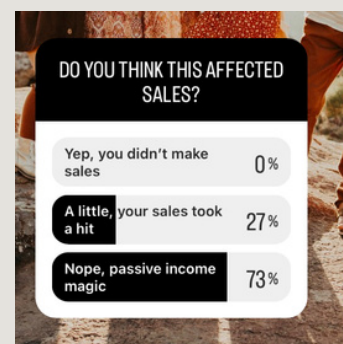 DO YOU THINK THIS AFFECTED
SALES?
Yep, you didn’t make
sales
0%
A little, your sales took
a hit
27%
Nope, passive income
magic
73%